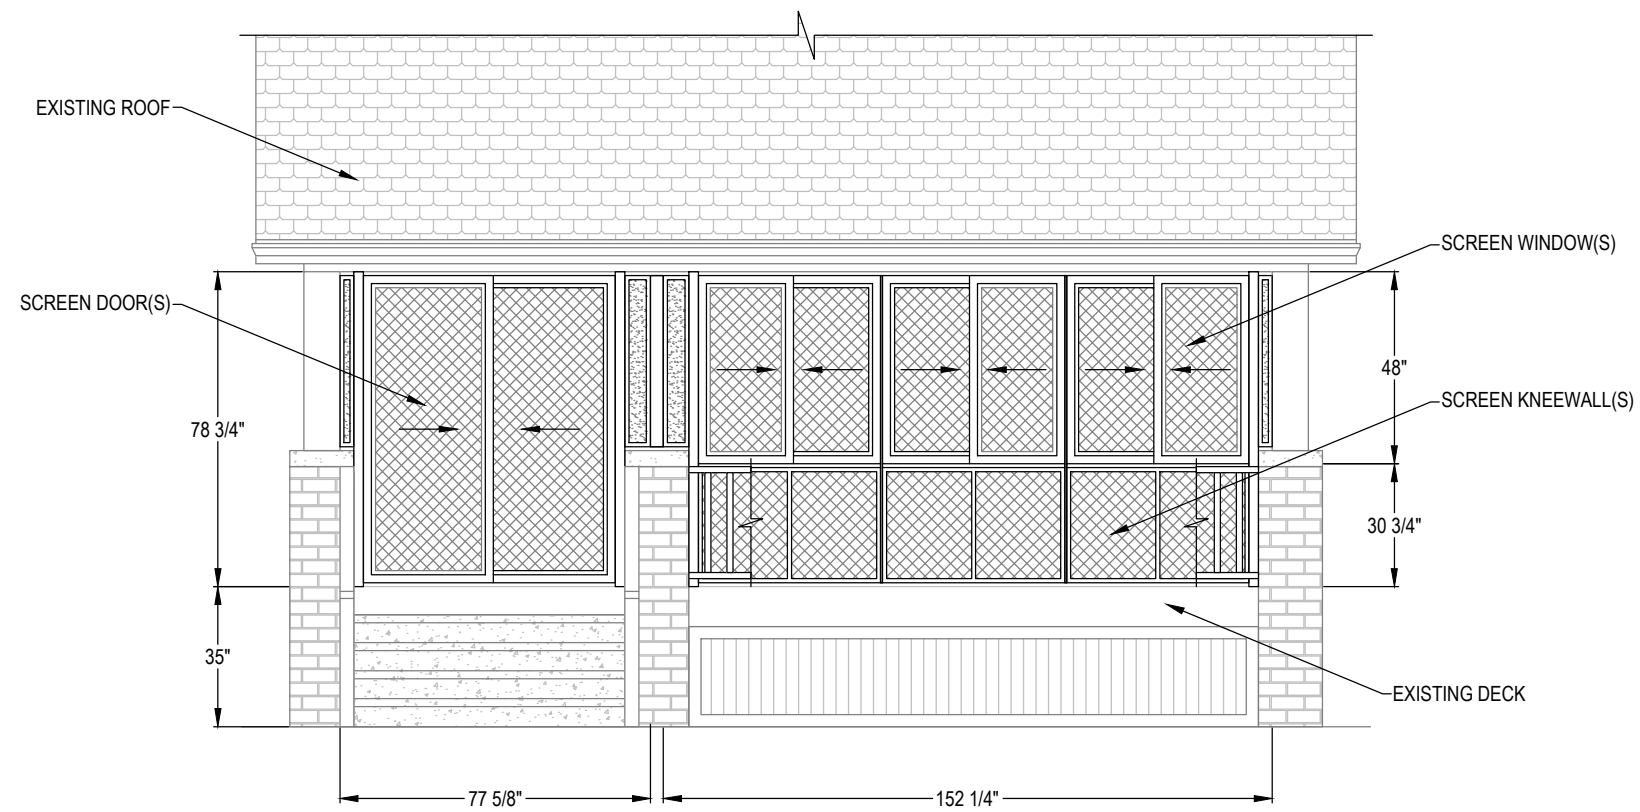 EXISTING ROOF
SCREEN WINDOW(S)
SCREEN DOOR(S)
48"
SCREEN KNEEWALL(S)
78 3/4"
30 3/4"
35"
EXISTING DECK
77 5/8"
152 1/4"